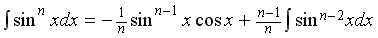 ∫sinⁿ xdx = −1/n sinⁿ⁻¹ x cos x + n−1/n ∫sinⁿ⁻² xdx